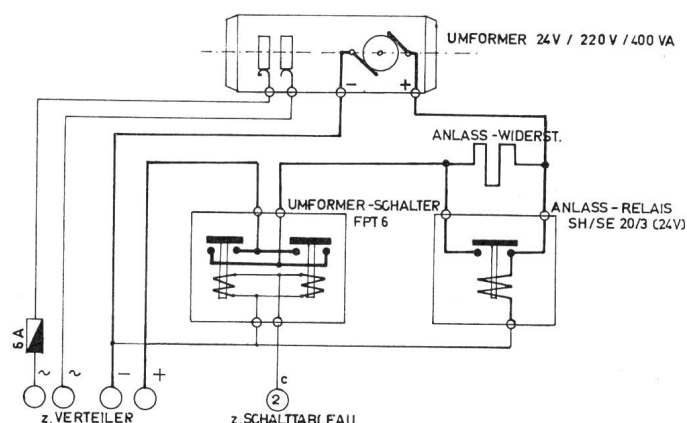 UMFORMER 24V / 220V / 400 VA
- +
ANLASS-WIDERST.
UMFORMER-SCHALTER
FPT 6
ANLASS-RELAIS
SH/SE 20/3 (24V)
6 A
~ ~ - +
c
2
z. VERTEILER
z. SCHALTTABLEAU